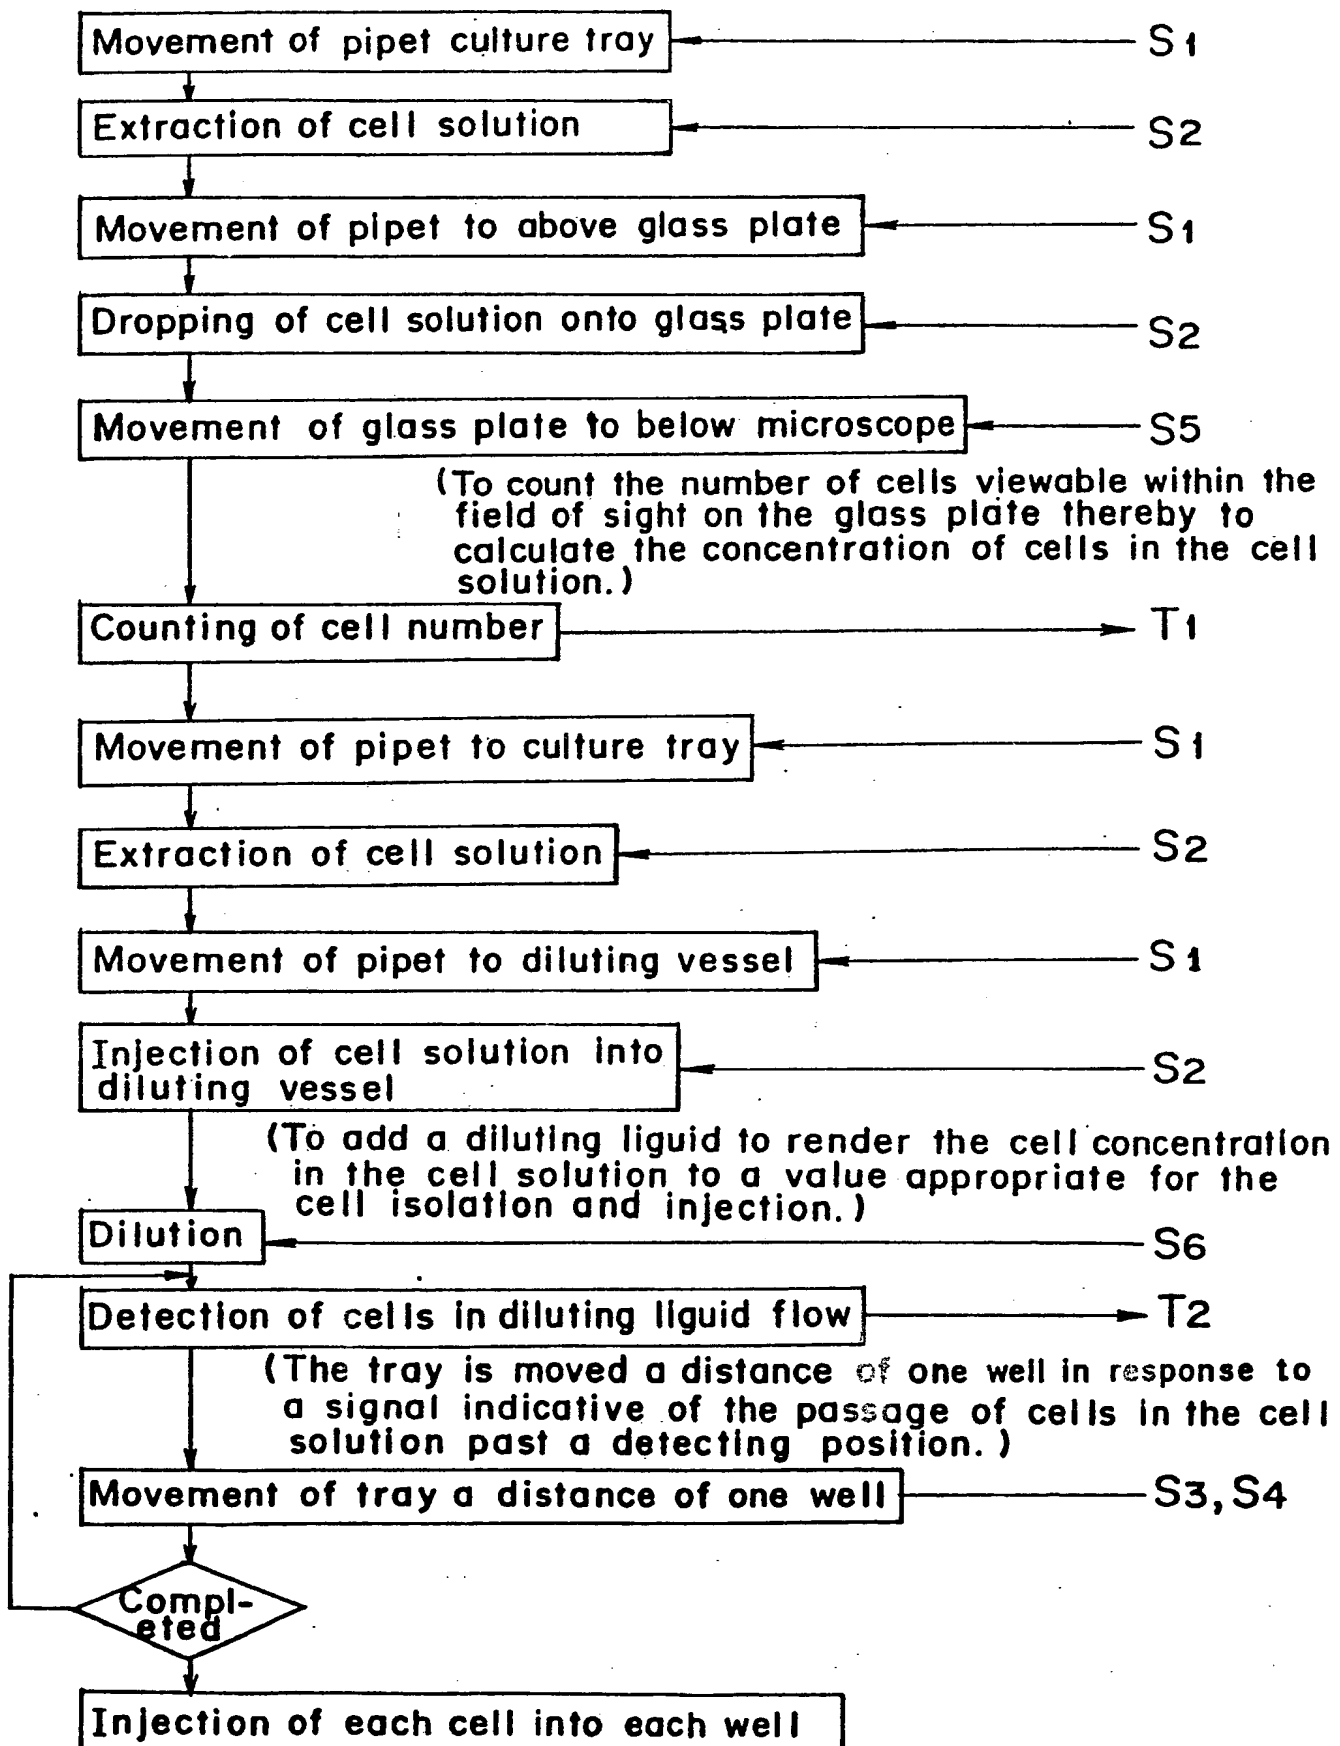 Movement of pipet culture tray
S1
Extraction of cell solution
S2
Movement of pipet to above glass plate
S1
Dropping of cell solution onto glass plate
S2
Movement of glass plate to below microscope
S5
(To count the number of cells viewable within the
field of sight on the glass plate thereby to
calculate the concentration of cells in the cell
solution.)
Counting of cell number
T1
Movement of pipet to culture tray
S1
Extraction of cell solution
S2
Movement of pipet to diluting vessel
S1
Injection of cell solution into
diluting vessel
S2
(To add a diluting liguid to render the cell concentration
in the cell solution to a value appropriate for the
cell isolation and injection.)
Dilution
S6
Detection of cells in diluting liguid flow
T2
(The tray is moved a distance of one well in response to
a signal indicative of the passage of cells in the cell
solution past a detecting position.)
Movement of tray a distance of one well
S3, S4
Compl-
eted
Injection of each cell into each well